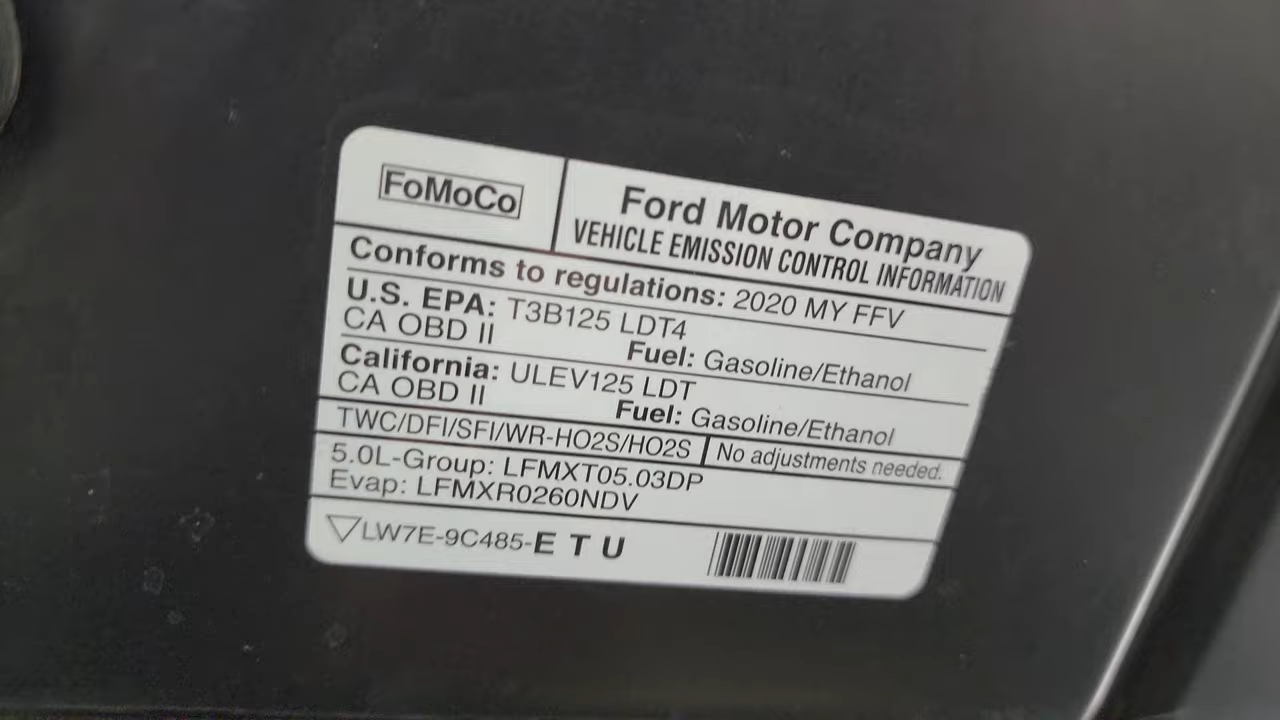 FoMoCo
Ford Motor Company
VEHICLE EMISSION CONTROL INFORMATION
Conforms to regulations: 2020 MY FFV
U.S. EPA: T3B125 LDT4
CA OBD II Fuel: Gasoline/Ethanol
California: ULEV125 LDT
CA OBD II Fuel: Gasoline/Ethanol
TWC/DFI/SFI/WR-HO2S/HO2S No adjustments needed.
5.0L-Group: LFMXT05.03DP
Evap: LFMXR0260NDV
LW7E-9C485-E T U